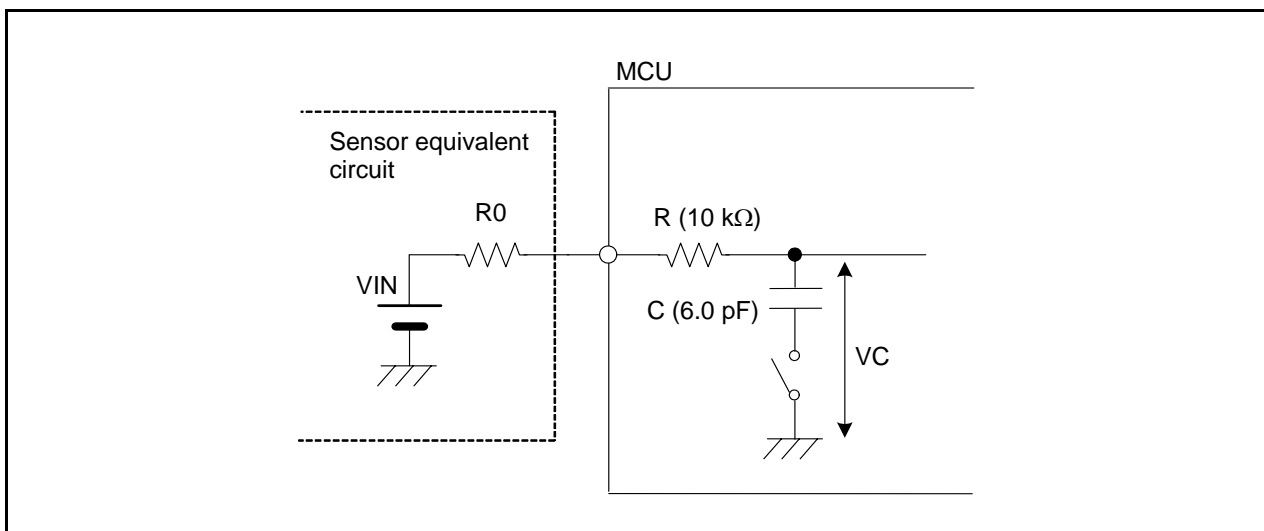 MCU
Sensor equivalent
circuit
R0
R (10 kΩ)
VIN
C (6.0 pF)
VC